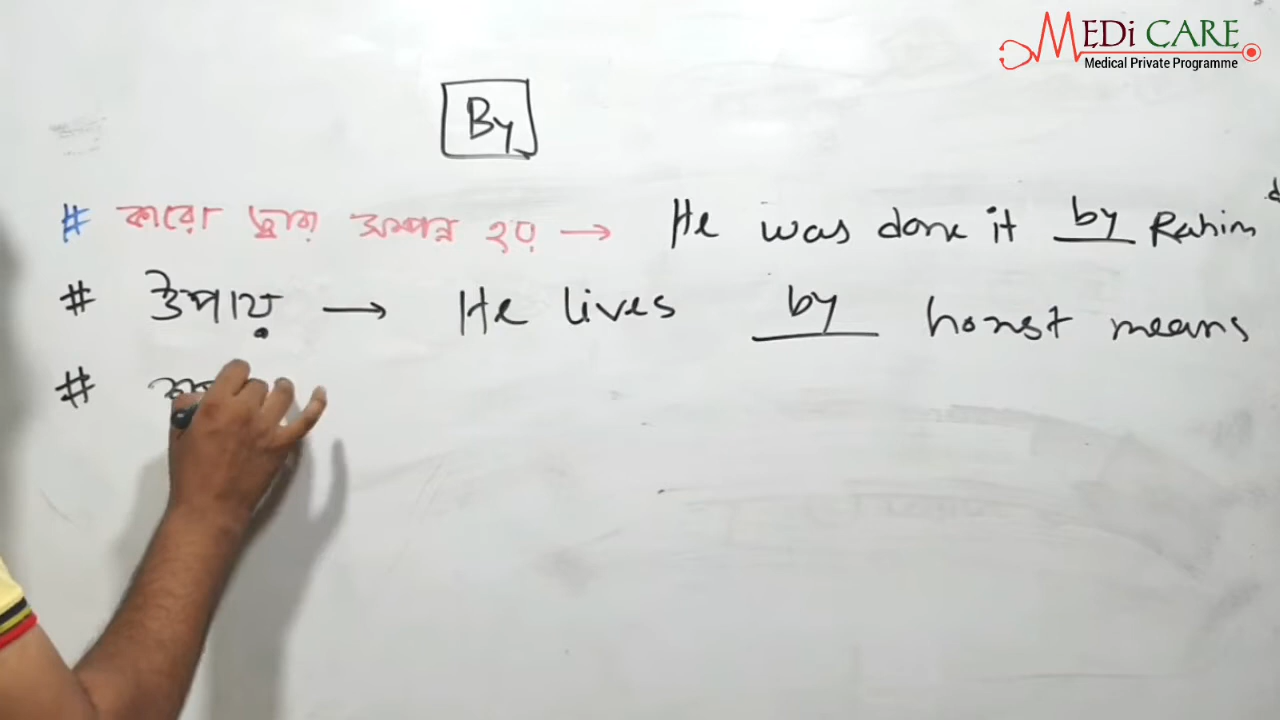 MEDi CARE
Medical Private Programme
By
# কারো দ্বারা সম্পন্ন হয় → He was done it by Rahim
# উপায় → He lives by honst means
#